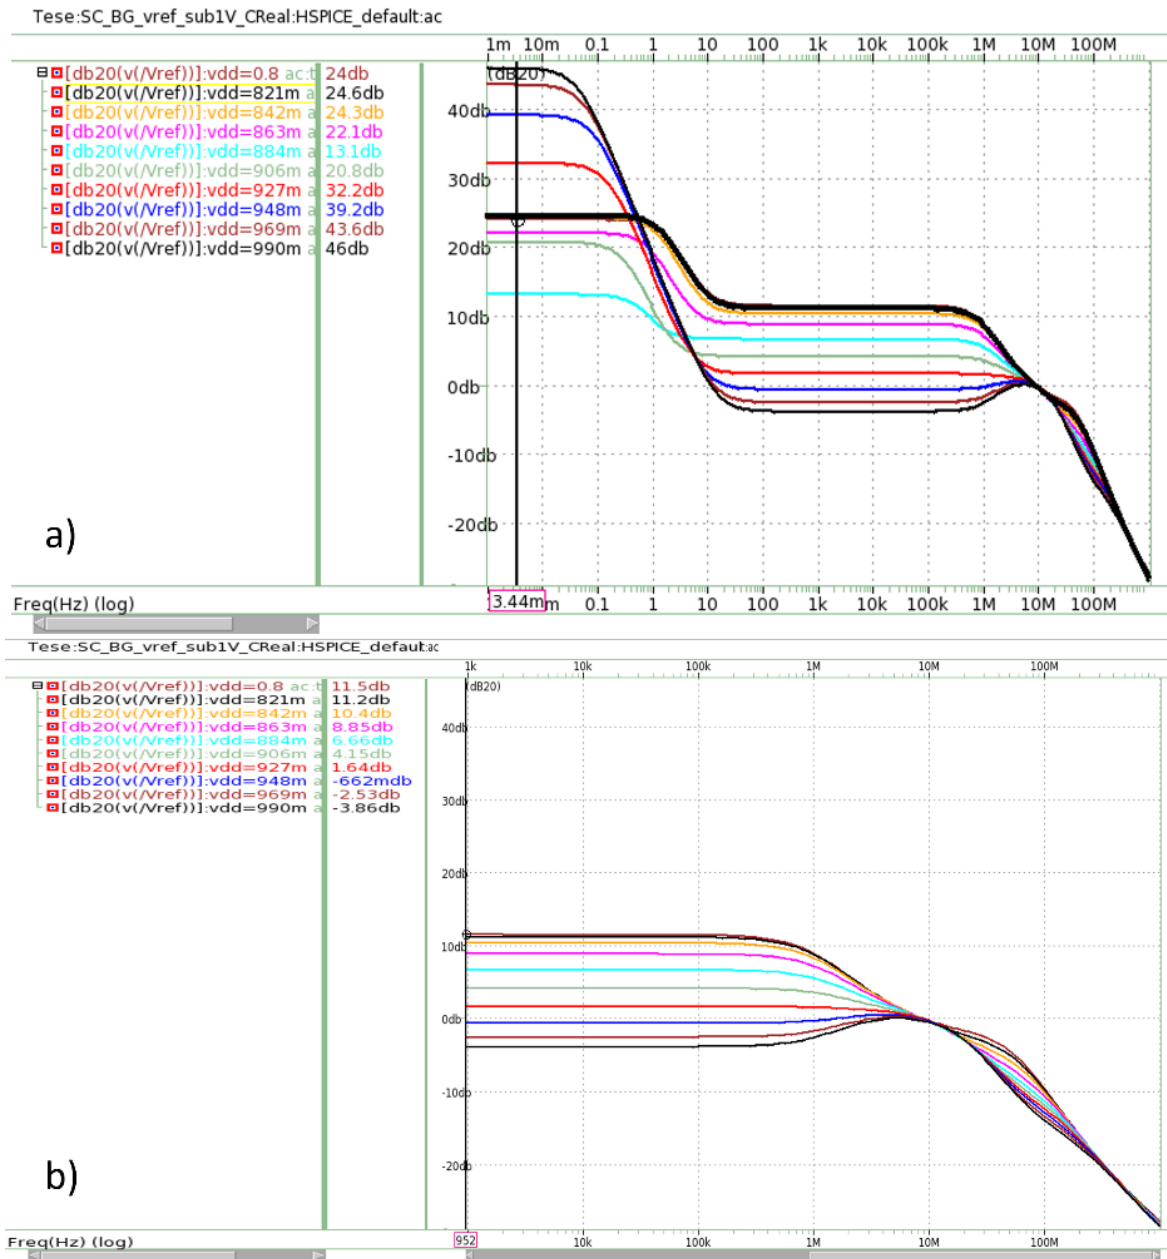 Tese:SC_BG_vref_sub1V_CReal:HSPICE_default:ac
1m 10m 0.1 1 10 100 1k 10k 100k 1M 10M 100M
(dB20)
[db20(v(/Vref))]:vdd=0.8 ac:t 24db
[db20(v(/Vref))]:vdd=821m a 24.6db
[db20(v(/Vref))]:vdd=842m a 24.3db
[db20(v(/Vref))]:vdd=863m a 22.1db
[db20(v(/Vref))]:vdd=884m a 13.1db
[db20(v(/Vref))]:vdd=906m a 20.8db
[db20(v(/Vref))]:vdd=927m a 32.2db
[db20(v(/Vref))]:vdd=948m a 39.2db
[db20(v(/Vref))]:vdd=969m a 43.6db
[db20(v(/Vref))]:vdd=990m a 46db
40db
30db
20db
10db
0db
-10db
-20db
a)
Freq(Hz) (log)
3.44m m 0.1 1 10 100 1k 10k 100k 1M 10M 100M
Tese:SC_BG_vref_sub1V_CReal:HSPICE_default:ac
1k 10k 100k 1M 10M 100M
(dB20)
[db20(v(/Vref))]:vdd=0.8 ac:t 11.5db
[db20(v(/Vref))]:vdd=821m a 11.2db
[db20(v(/Vref))]:vdd=842m a 10.4db
[db20(v(/Vref))]:vdd=863m a 8.85db
[db20(v(/Vref))]:vdd=884m a 6.66db
[db20(v(/Vref))]:vdd=906m a 4.15db
[db20(v(/Vref))]:vdd=927m a 1.64db
[db20(v(/Vref))]:vdd=948m a -662mdb
[db20(v(/Vref))]:vdd=969m a -2.53db
[db20(v(/Vref))]:vdd=990m a -3.86db
40db
30db
20db
10db
0db
-10db
-20db
b)
Freq(Hz) (log)
952 10k 100k 1M 10M 100M